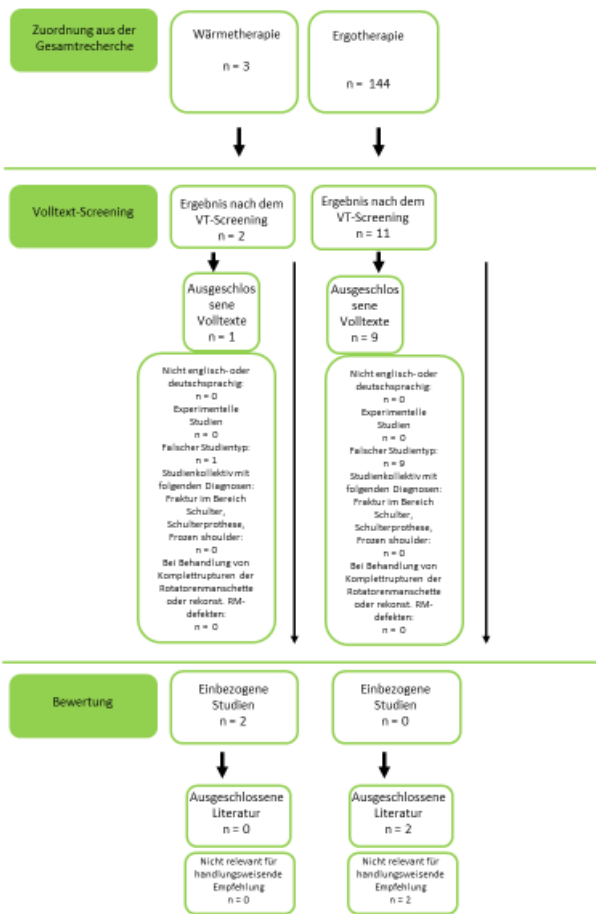 Zuordnung aus der
Gesamtrecherche
Wärmetherapie
n = 3
Ergotherapie
n = 144
Volltext-Screening
Ergebnis nach dem
VT-Screening
n = 2
Ergebnis nach dem
VT-Screening
n = 11
Ausgeschlos
sene
Volltexte
n = 1
Ausgeschlos
sene
Volltexte
n = 9
Nicht englisch- oder
deutschsprachig:
n = 0
Experimentelle
Studien
n = 0
Falscher Studientyp:
n = 1
Studienkollektiv mit
folgenden Diagnosen:
Fraktur im Bereich
Schulter,
Schulterprothese,
Frozen shoulder:
n = 0
Bei Behandlung von
Komplettrupturen der
Rotatorenmanschette
oder rekonst. RM-
defekten:
n = 0
Nicht englisch- oder
deutschsprachig:
n = 0
Experimentelle
Studien
n = 0
Falscher Studientyp:
n = 9
Studienkollektiv mit
folgenden Diagnosen:
Fraktur im Bereich
Schulter,
Schulterprothese,
Frozen shoulder:
n = 0
Bei Behandlung von
Komplettrupturen der
Rotatorenmanschette
oder rekonst. RM-
defekten:
n = 0
Bewertung
Einbezogene
Studien
n = 2
Einbezogene
Studien
n = 0
Ausgeschlossene
Literatur
n = 0
Ausgeschlossene
Literatur
n = 2
Nicht relevant für
handlungsweisende
Empfehlung
n = 0
Nicht relevant für
handlungsweisende
Empfehlung
n = 2